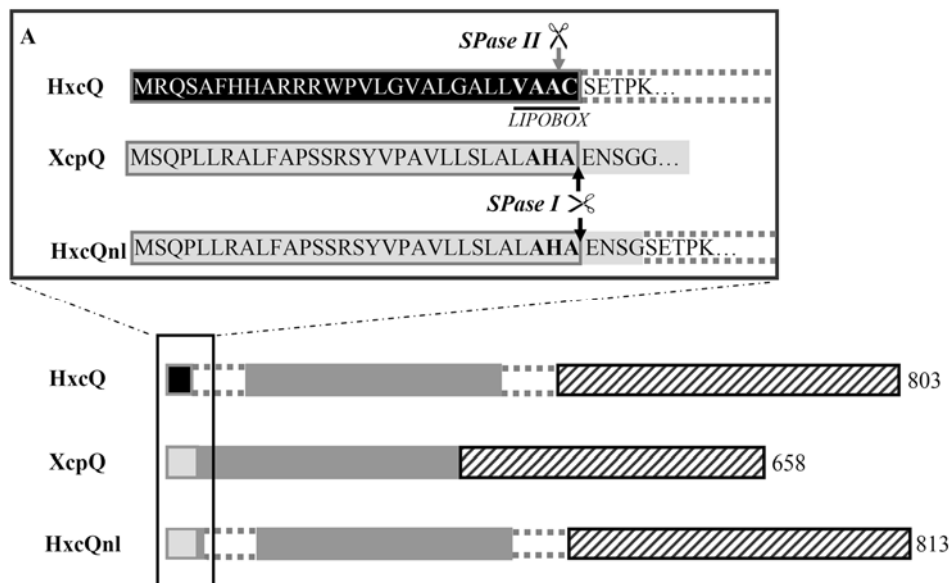 A
SPase II
HxcQ MRQSAFHHARRRWPVLGVALGALLVAAC SETPK...
LIPOBOX
XcpQ MSQPLLRALFAPSSRSYVPAVLLSLALAHA ENSGG...
SPase I
HxcQnl MSQPLLRALFAPSSRSYVPAVLLSLALAHA ENSGSETPK...
HxcQ 803
XcpQ 658
HxcQnl 813